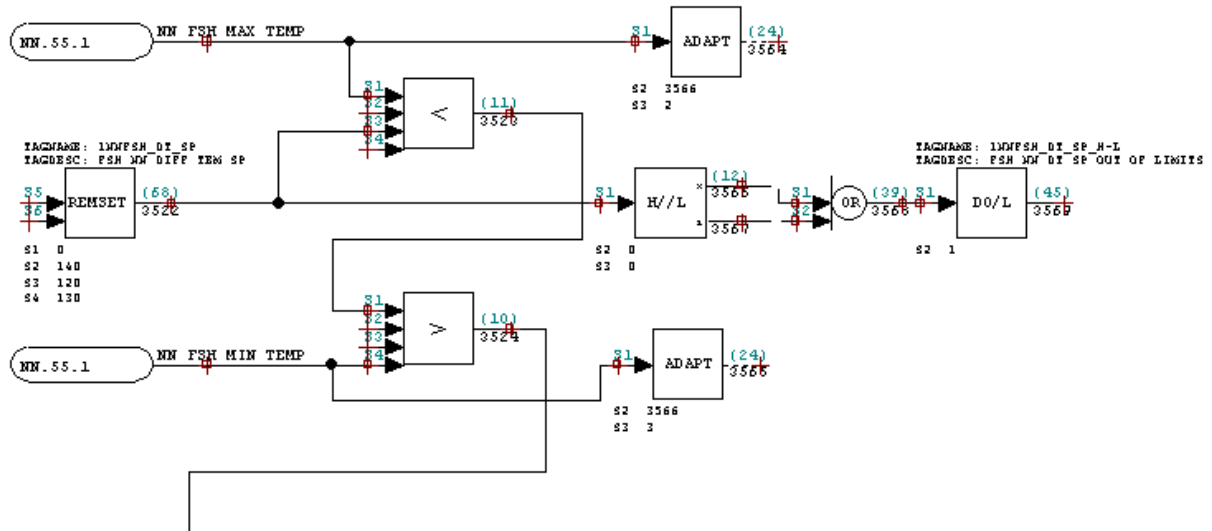 NN.55.1
NN FSH MAX TEMP
S1 ADAPT (24)
3564
S2 3566
S3 2
S1
S2
S3
S4
<
(11)
3523
TAGNAME: 1NNFSH_DT_SP
TAGDESC: FSH NN DIFF TEM SP
S5
S6
REMSET
(68)
3522
S1 0
S2 140
S3 120
S4 130
S1 H//L (12)
3566
3567
S2 0
S3 0
S1
S2
OR
(39)
3568
TAGNAME: 1NNFSH_DT_SP_H-L
TAGDESC: FSH NN DT SP OUT OF LIMITS
S1 DO/L (45)
3569
S2 1
S1
S2
S3
S4
>
(10)
3524
NN.55.1
NN FSH MIN TEMP
S1 ADAPT (24)
S2 3566
S3 3